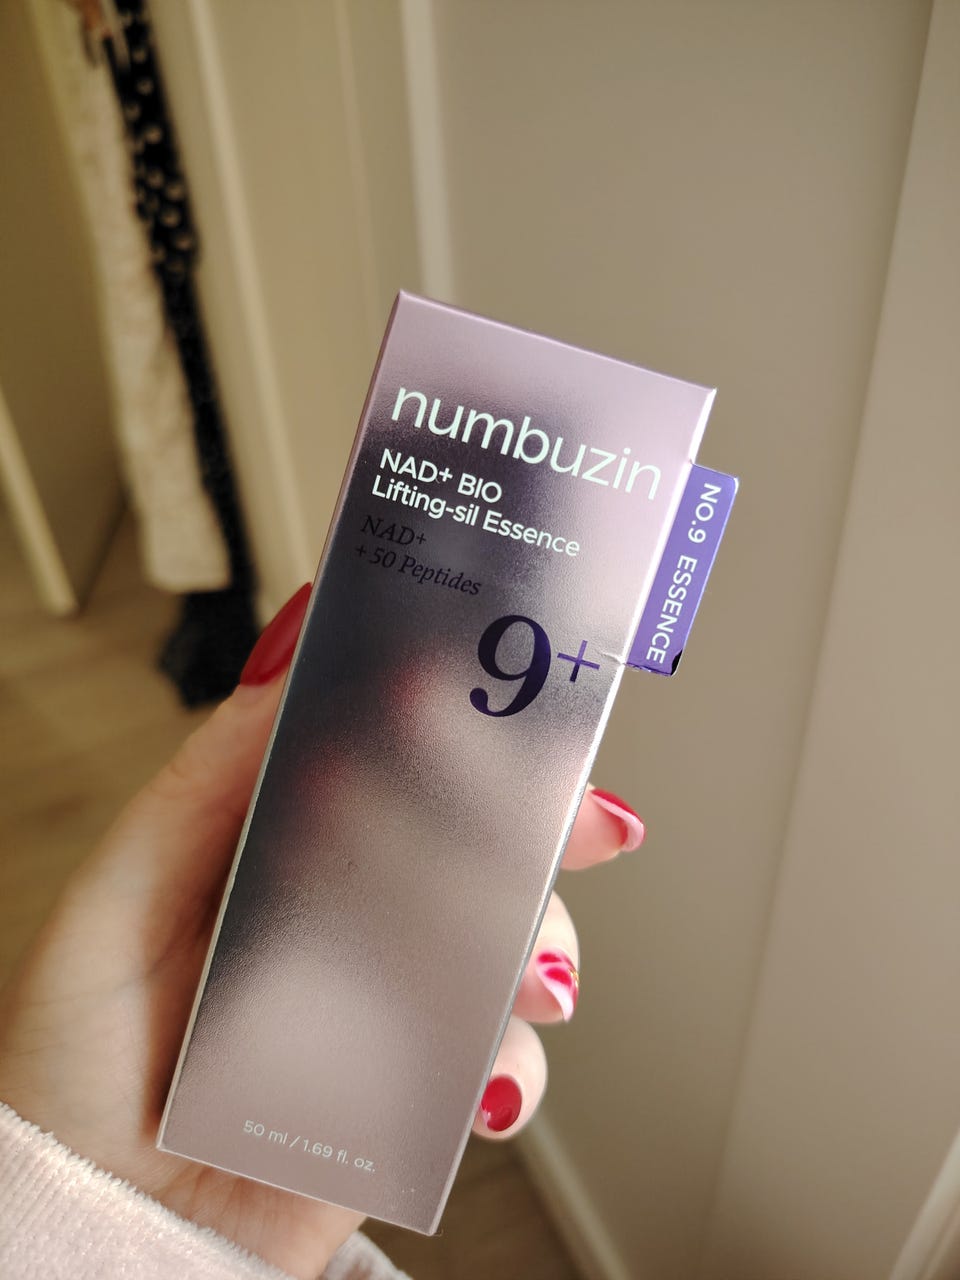 numbuzin
NAD+ BIO
Lifting-sil Essence
NAD+
+ 50 Peptides
9+
NO.9 ESSENCE
50 ml / 1.69 fl. oz.